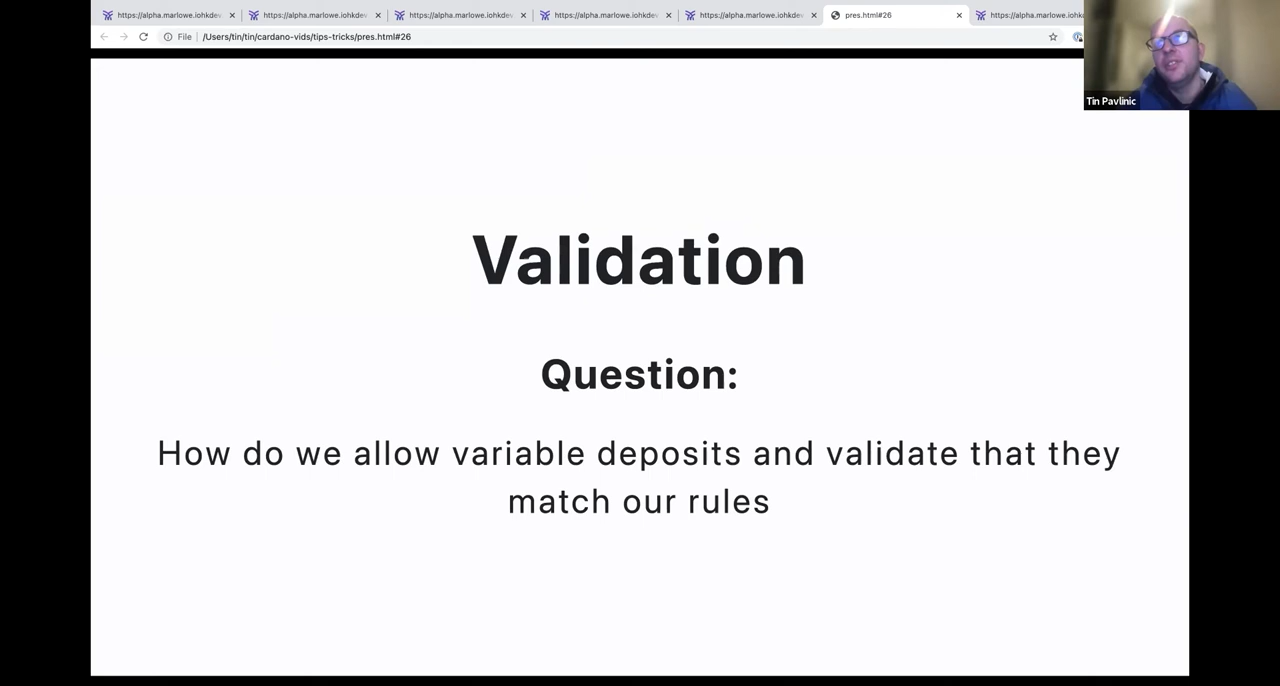 https://alpha.marlowe.iohkdev
https://alpha.marlowe.iohkdev
https://alpha.marlowe.iohkdev
https://alpha.marlowe.iohkdev
https://alpha.marlowe.iohkdev
pres.html#26
https://alpha.marlowe.iohkdev
File
/Users/tin/tin/cardano-vids/tips-tricks/pres.html#26
Tin Pavlinic
Validation
Question:
How do we allow variable deposits and validate that they
match our rules